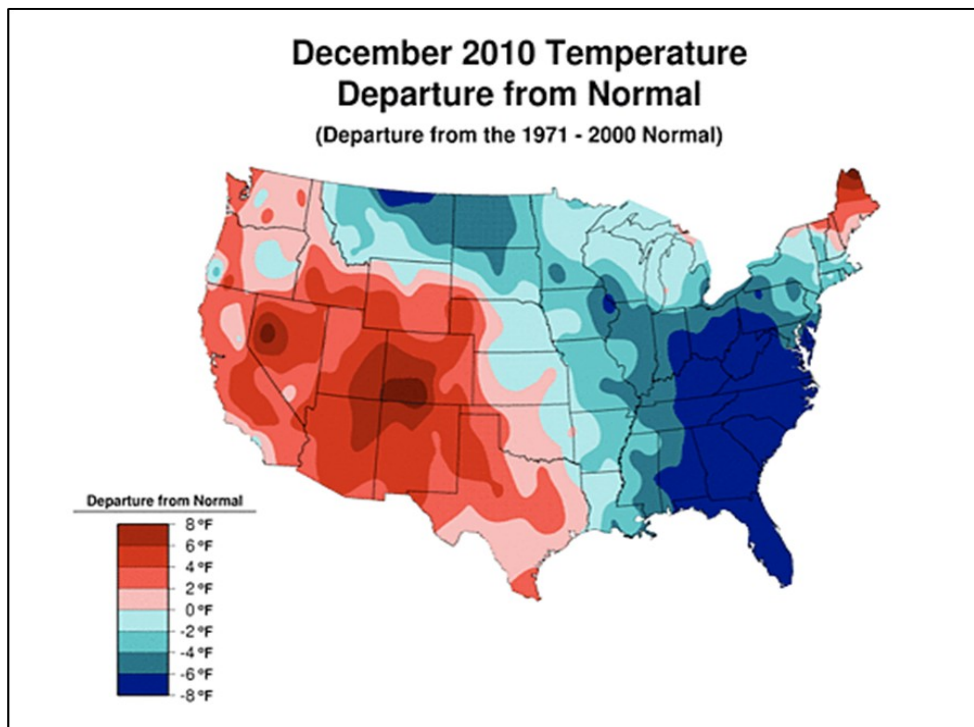 December 2010 Temperature
Departure from Normal
(Departure from the 1971 - 2000 Normal)
Departure from Normal
8 °F
6 °F
4 °F
2 °F
0 °F
-2 °F
-4 °F
-6 °F
-8 °F